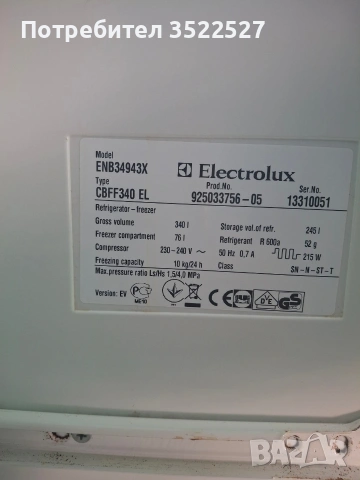 Потребител 3522527
Model
ENB34943X
Electrolux
Type
CBFF340 EL
Prod.No.
925033756-05
Ser.No.
13310051
Refrigerator-freezer
Gross volume 340 l
Storage vol.of refr. 245 l
Freezer compartment 76 l
Refrigerant R 600a 52 g
Compressor 230-240 V ~
50 Hz 0,7 A 215 W
Freezing capacity 10 kg/24 h
Class SN-N-ST-T
Max.pressure ratio Ls/Hs 1,5/4,0 MPa
Version: EV
BAZAR